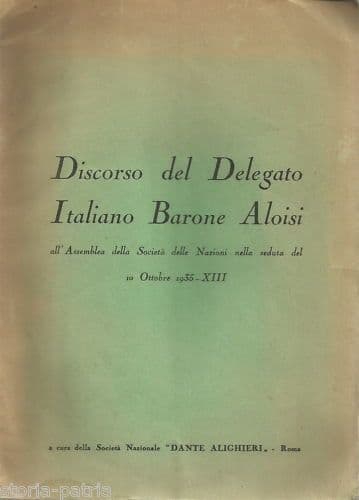 Discorso del Delegato
Italiano Barone Aloisi
all'Assemblea della Società delle Nazioni nella seduta del
10 Ottobre 1935-XIII
a cura della Società Nazionale "DANTE ALIGHIERI„ - Roma
storia-patria